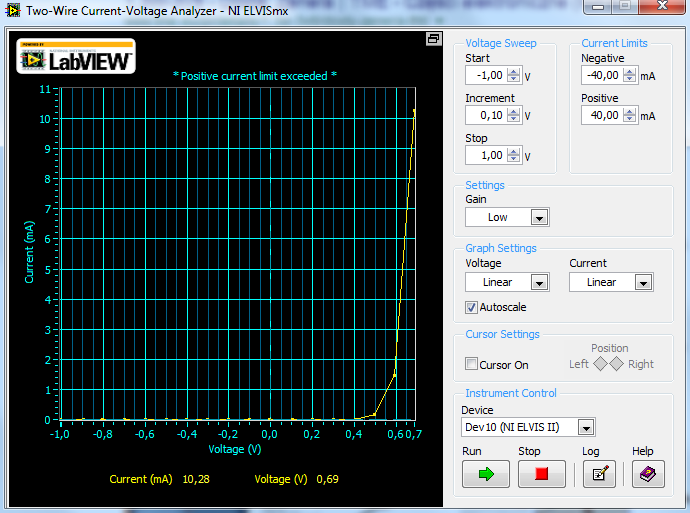 Two-Wire Current-Voltage Analyzer - NI ELVISmx
POWERED BY
NATIONAL INSTRUMENTS
LabVIEW™
* Positive current limit exceeded *
Current (mA)
11
10
9
8
7
6
5
4
3
2
1
0
-1,0 -0,8 -0,6 -0,4 -0,2 0,0 0,2 0,4 0,6 0,7
Voltage (V)
Current (mA) 10,28 Voltage (V) 0,69
Voltage Sweep
Start
-1,00 V
Increment
0,10 V
Stop
1,00 V
Current Limits
Negative
-40,00 mA
Positive
40,00 mA
Settings
Gain
Low
Graph Settings
Voltage Current
Linear Linear
Autoscale
Cursor Settings
Position
Cursor On Left Right
Instrument Control
Device
Dev10 (NI ELVIS II)
Run Stop Log Help